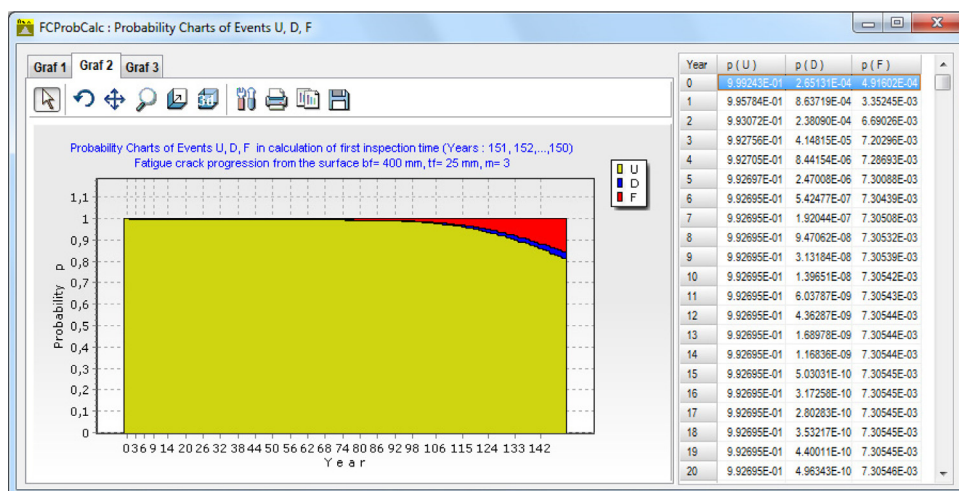 FCProbCalc : Probability Charts of Events U, D, F
Graf 1 Graf 2 Graf 3
Probability Charts of Events U, D, F in calculation of first inspection time (Years : 151, 152,...,150)
Fatigue crack progression from the surface bf= 400 mm, tf= 25 mm, m= 3
U
D
F
1,1
1
0,9
0,8
0,7
0,6
0,5
0,4
0,3
0,2
0,1
0
Probability p
0 3 6 9 14 20 26 32 38 44 50 56 62 68 74 80 86 92 98 106 115 124 133 142
Year
Year p ( U ) p ( D ) p ( F )
0 9.99243E-01 2.65131E-04 4.91602E-04
1 9.95784E-01 8.63719E-04 3.35245E-03
2 9.93072E-01 2.38090E-04 6.69026E-03
3 9.92756E-01 4.14815E-05 7.20296E-03
4 9.92705E-01 8.44154E-06 7.28693E-03
5 9.92697E-01 2.47008E-06 7.30088E-03
6 9.92695E-01 5.42477E-07 7.30439E-03
7 9.92695E-01 1.92044E-07 7.30508E-03
8 9.92695E-01 9.47062E-08 7.30532E-03
9 9.92695E-01 3.13184E-08 7.30539E-03
10 9.92695E-01 1.39651E-08 7.30542E-03
11 9.92695E-01 6.03787E-09 7.30543E-03
12 9.92695E-01 4.36287E-09 7.30544E-03
13 9.92695E-01 1.68978E-09 7.30544E-03
14 9.92695E-01 1.16836E-09 7.30544E-03
15 9.92695E-01 5.03031E-10 7.30545E-03
16 9.92695E-01 3.17258E-10 7.30545E-03
17 9.92695E-01 2.80283E-10 7.30545E-03
18 9.92695E-01 3.53217E-10 7.30545E-03
19 9.92695E-01 4.40011E-10 7.30545E-03
20 9.92695E-01 4.96343E-10 7.30546E-03